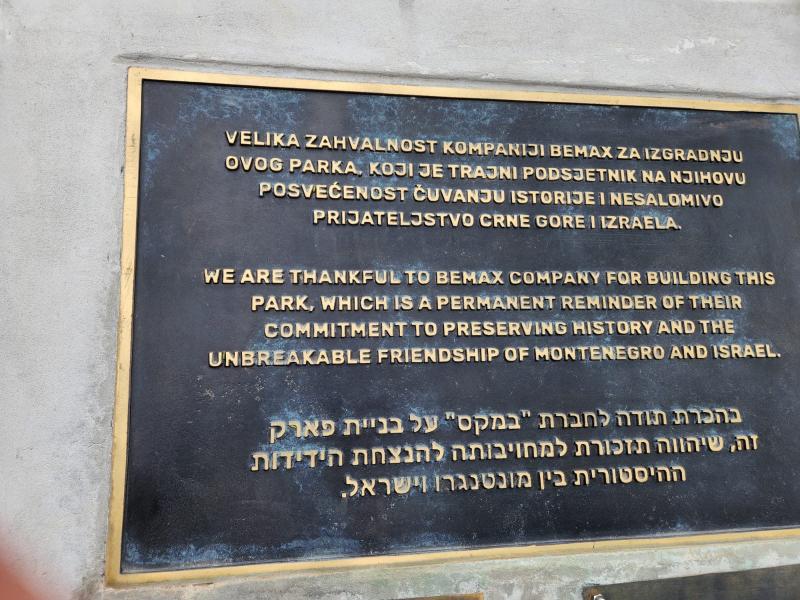 VELIKA ZAHVALNOST KOMPANIJI BEMAX ZA IZGRADNJU
OVOG PARKA, KOJI JE TRAJNI PODSJETNIK NA NJIHOVU
POSVEĆENOST ČUVANJU ISTORIJE I NESALOMIVO
PRIJATELJSTVO CRNE GORE I IZRAELA.
WE ARE THANKFUL TO BEMAX COMPANY FOR BUILDING THIS
PARK, WHICH IS A PERMANENT REMINDER OF THEIR
COMMITMENT TO PRESERVING HISTORY AND THE
UNBREAKABLE FRIENDSHIP OF MONTENEGRO AND ISRAEL.
בהכרת תודה לחברת "במקס" על בניית פארק
זה, שיהווה תזכורת למחויבותה להנצחת הידידות
ההיסטורית בין מונטנגרו וישראל.